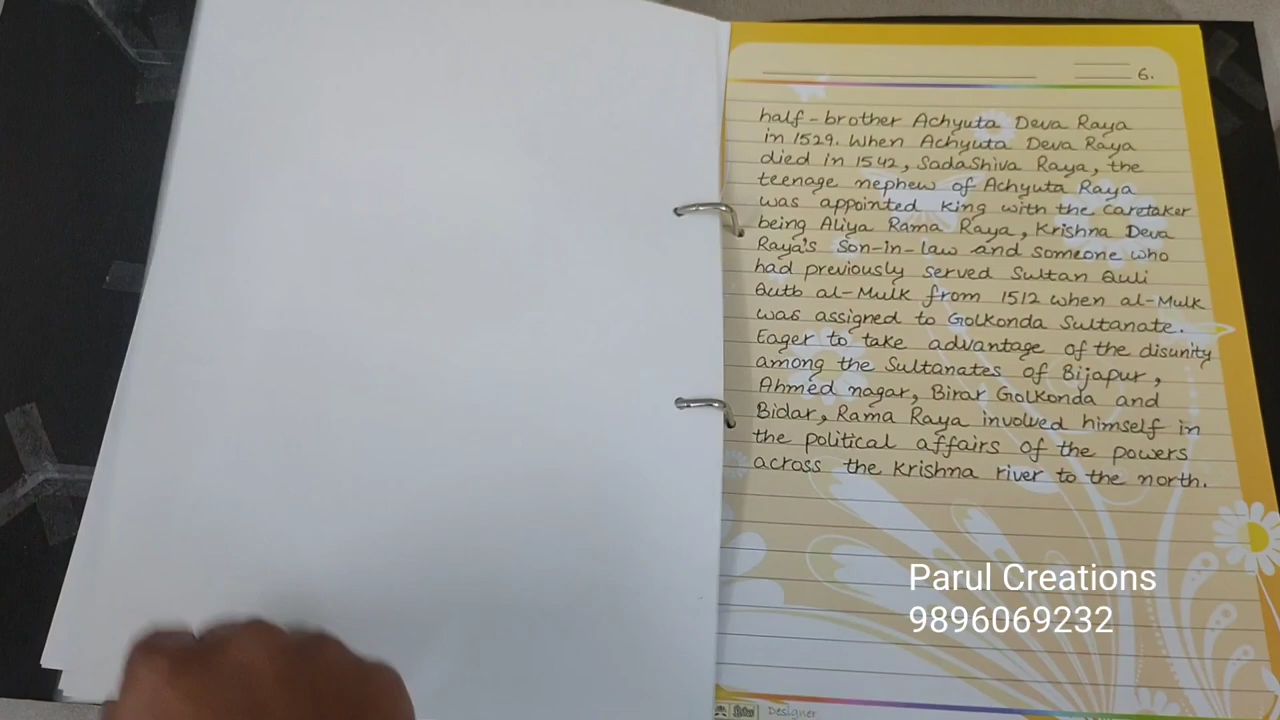 6.
half-brother Achyuta Deva Raya
in 1529. When Achyuta Deva Raya
died in 1542, SadaShiva Raya, the
teenage nephew of Achyuta Raya
was appointed King with the caretaker
being Aliya Rama Raya, Krishna Deva
Raya's Son-in-law and someone who
had previously served Sultan Quli
Qutb al-Mulk from 1512 when al-Mulk
was assigned to Golkonda Sultanate.
Eager to take advantage of the disunity
among the Sultanates of Bijapur,
Ahmed nagar, Birar Golkonda and
Bidar, Rama Raya involved himself in
the political affairs of the powers
across the Krishna river to the north.
Parul Creations
9896069232
Designer